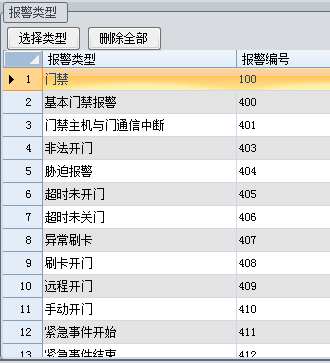 报警类型
选择类型 删除全部
报警类型 报警编号
1 门禁 100
2 基本门禁报警 400
3 门禁主机与门通信中断 401
4 非法开门 403
5 胁迫报警 404
6 超时未开门 405
7 超时未关门 406
8 异常刷卡 407
9 刷卡开门 408
10 远程开门 409
11 手动开门 410
12 紧急事件开始 411
13 紧急事件结束 412